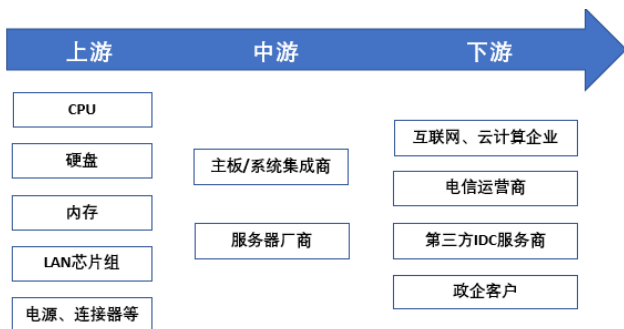 上游
中游
下游
CPU
硬盘
内存
LAN芯片组
电源、连接器等
主板/系统集成商
服务器厂商
互联网、云计算企业
电信运营商
第三方IDC服务商
政企客户